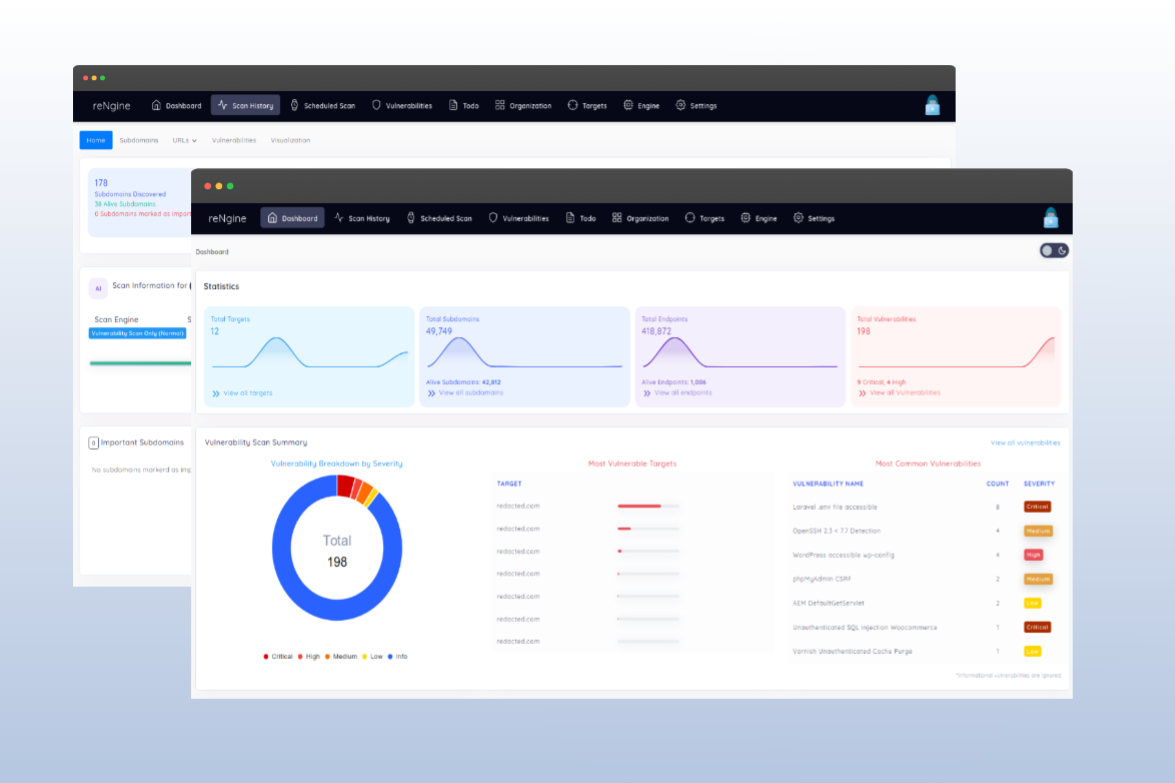 reNgine Dashboard Scan History Scheduled Scan Vulnerabilities Todo Organization Targets Engine Settings
Home Subdomains URLs Vulnerabilities Visualization
178
Subdomains Discovered
38 Alive Subdomains
0 Subdomains marked as impor
Scan Information for
Scan Engine S
Vulnerability Scan Only (Normal)
0 Important Subdomains
No subdomains markerd as imp
reNgine Dashboard Scan History Scheduled Scan Vulnerabilities Todo Organization Targets Engine Settings
Dashboard
Statistics
Total Targets
12
View all targets
Total Subdomains
49,749
Alive Subdomains: 42,812
View all subdomains
Total Endpoints
418,872
Alive Endpoints: 1,006
View all endpoints
Total Vulnerabilities
198
9 Critical, 4 High
View all Vulnerabilities
Vulnerability Scan Summary
View all vulnerabilities
Vulnerability Breakdown by Severity
Total
198
Critical High Medium Low Info
Most Vulnerable Targets
TARGET
redacted.com
redacted.com
redacted.com
redacted.com
redacted.com
redacted.com
redacted.com
Most Common Vulnerabilities
VULNERABILITY NAME COUNT SEVERITY
Laravel .env file accessible 8 Critical
OpenSSH 2.3 < 7.7 Detection 4 Medium
WordPress accessible wp-config 4 High
phpMyAdmin CSRF 2 Medium
AEM DefaultGetServlet 2 Low
Unauthenticated SQL Injection Woocommerce 1 Critical
Varnish Unauthenticated Cache Purge 1 Low
*Informational vulnerabilities are ignored.